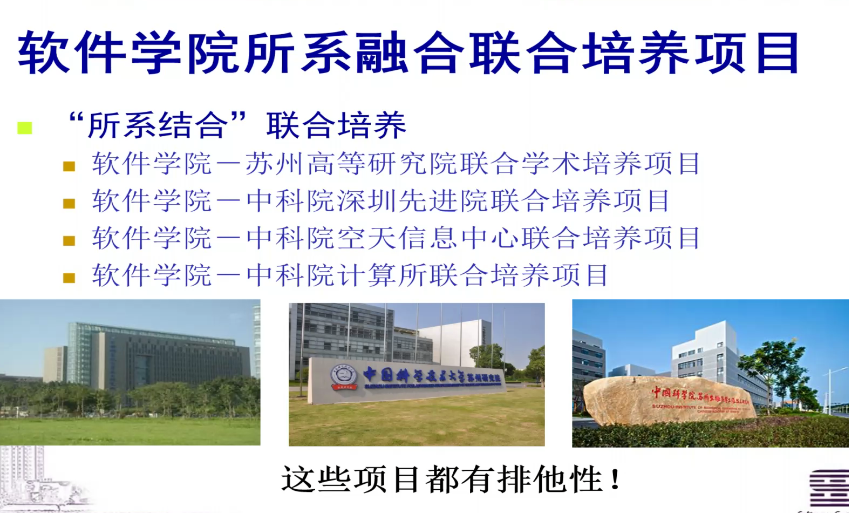 软件学院所系融合联合培养项目
“所系结合”联合培养
软件学院－苏州高等研究院联合学术培养项目
软件学院－中科院深圳先进院联合培养项目
软件学院－中科院空天信息中心联合培养项目
软件学院－中科院计算所联合培养项目
中国科学技术大学苏州研究院
中国科学院苏州
这些项目都有排他性！